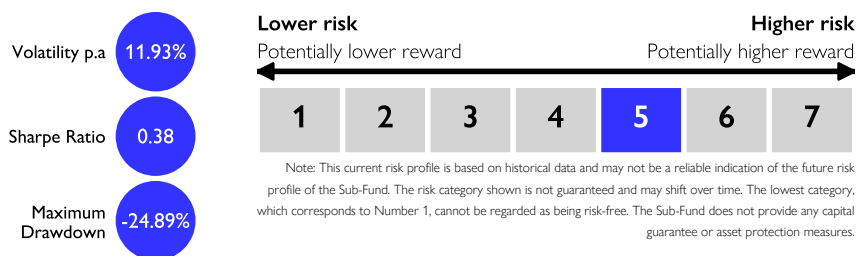 Volatility p.a 11.93%
Sharpe Ratio 0.38
Maximum
Drawdown
-24.89%
Lower risk Higher risk
Potentially lower reward Potentially higher reward
1 2 3 4 5 6 7
Note: This current risk profile is based on historical data and may not be a reliable indication of the future risk
profile of the Sub-Fund. The risk category shown is not guaranteed and may shift over time. The lowest category,
which corresponds to Number 1, cannot be regarded as being risk-free. The Sub-Fund does not provide any capital
guarantee or asset protection measures.